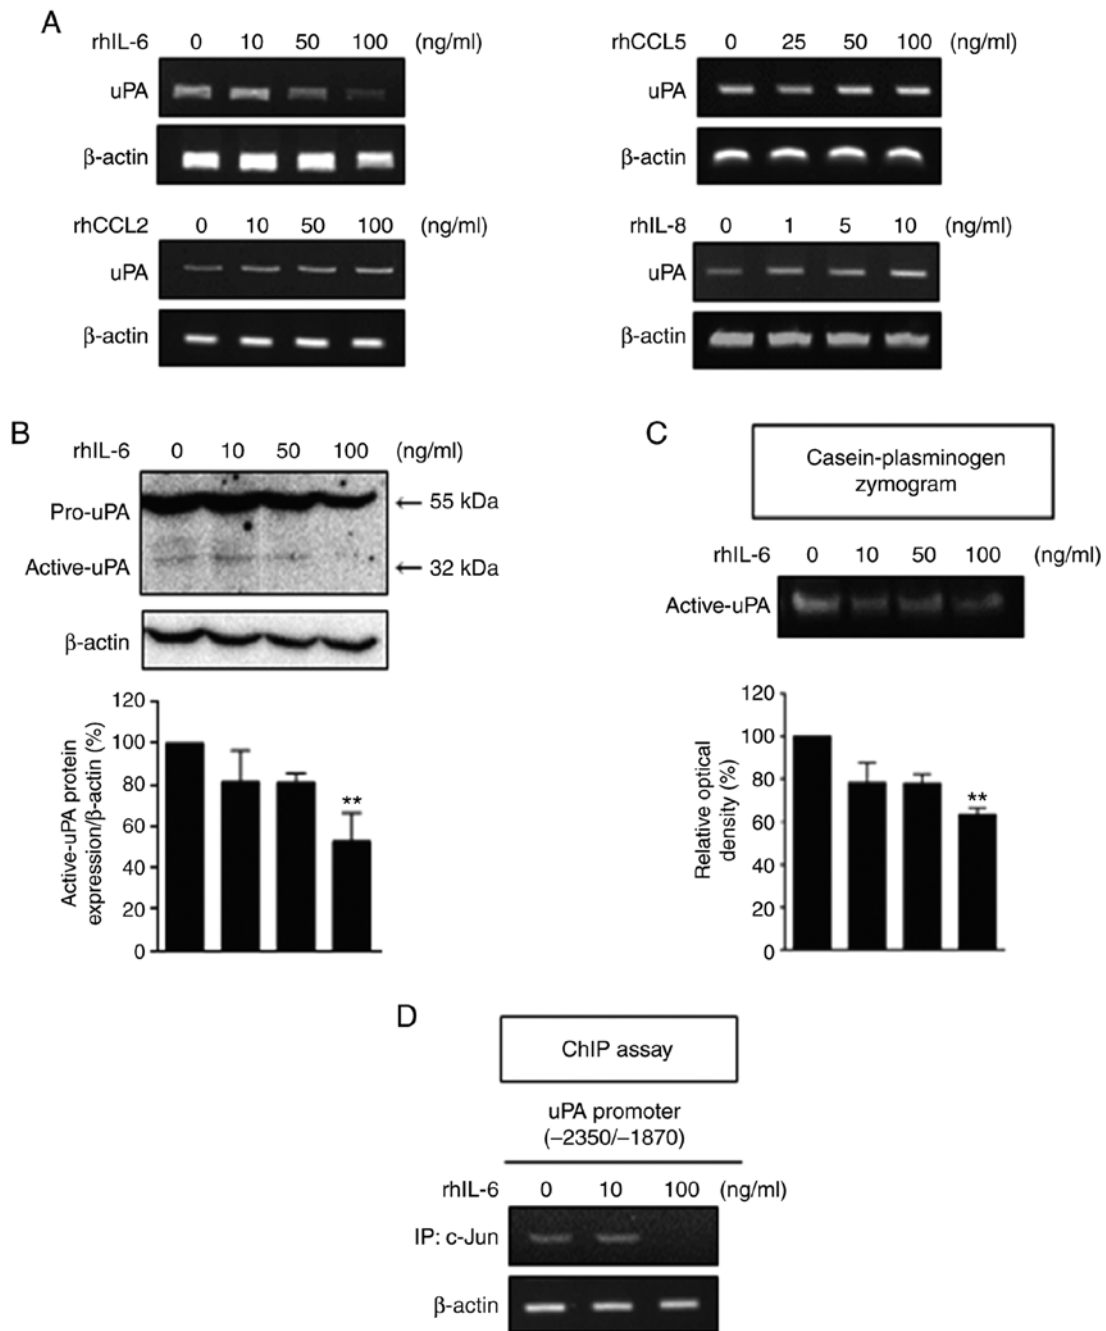 A
rhIL-6 0 10 50 100 (ng/ml)
uPA
β-actin
rhCCL5 0 25 50 100 (ng/ml)
uPA
β-actin
rhCCL2 0 10 50 100 (ng/ml)
uPA
β-actin
rhIL-8 0 1 5 10 (ng/ml)
uPA
β-actin
B
rhIL-6 0 10 50 100 (ng/ml)
Pro-uPA ← 55 kDa
Active-uPA ← 32 kDa
β-actin
Active-uPA protein
expression/β-actin (%)
120
100
80
60
40
20
0
**
C
Casein-plasminogen
zymogram
rhIL-6 0 10 50 100 (ng/ml)
Active-uPA
Relative optical
density (%)
120
100
80
60
40
20
0
**
D
ChIP assay
uPA promoter
(–2350/–1870)
rhIL-6 0 10 100 (ng/ml)
IP: c-Jun
β-actin